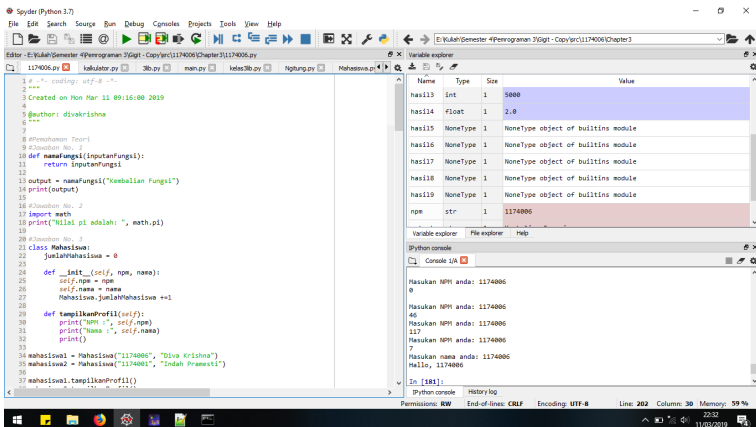 Spyder (Python 3.7)
File Edit Search Source Run Debug Consoles Projects Tools View Help
E:\Kuliah\Semester 4\Pemrograman 3\Gigit - Copy\src\1174006\Chapter3
Editor - E:\Kuliah\Semester 4\Pemrograman 3\Gigit - Copy\src\1174006\Chapter3\1174006.py
1174006.py kalkulator.py 3lib.py main.py kelas3lib.py Ngitung.py Mahasiswa.py
1 # -*- coding: utf-8 -*-
2 """
3 Created on Mon Mar 11 09:16:00 2019
4
5 @author: divakrishna
6 """
7
8 #Pemahaman Teori
9 #Jawaban No. 1
10 def namaFungsi(inputanFungsi):
11 return inputanFungsi
12
13 output = namaFungsi("Kembalian Fungsi")
14 print(output)
15
16 #Jawaban No. 2
17 import math
18 print("Nilai pi adalah: ", math.pi)
19
20 #Jawaban No. 3
21 class Mahasiswa:
22 jumlahMahasiswa = 0
23
24 def __init__(self, npm, nama):
25 self.npm = npm
26 self.nama = nama
27 Mahasiswa.jumlahMahasiswa +=1
28
29 def tampilkanProfil(self):
30 print("NPM :", self.npm)
31 print("Nama :", self.nama)
32 print()
33
34 mahasiswa1 = Mahasiswa("1174006", "Diva Krishna")
35 mahasiswa2 = Mahasiswa("1174001", "Indah Pramesti")
36
37 mahasiswa1.tampilkanProfil()
Variable explorer
Name Type Size Value
hasil13 int 1 5000
hasil14 float 1 2.0
hasil15 NoneType 1 NoneType object of builtins module
hasil16 NoneType 1 NoneType object of builtins module
hasil17 NoneType 1 NoneType object of builtins module
hasil18 NoneType 1 NoneType object of builtins module
hasil19 NoneType 1 NoneType object of builtins module
npm str 1 1174006
Variable explorer File explorer Help
IPython console
Console 1/A
Masukan NPM anda: 1174006
0
Masukan NPM anda: 1174006
46
Masukan NPM anda: 1174006
117
Masukan NPM anda: 1174006
7
Masukan nama anda: 1174006
Hallo, 1174006
In [181]:
IPython console History log
Permissions: RW End-of-lines: CRLF Encoding: UTF-8 Line: 202 Column: 30 Memory: 59 %
22:32
11/03/2019